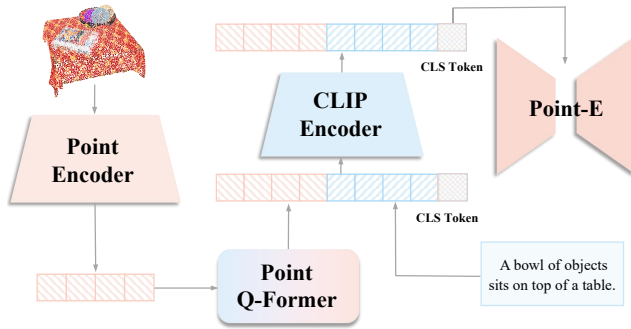 CLS Token
CLIP
Encoder
Point-E
Point
Encoder
CLS Token
Point
Q-Former
A bowl of objects
sits on top of a table.